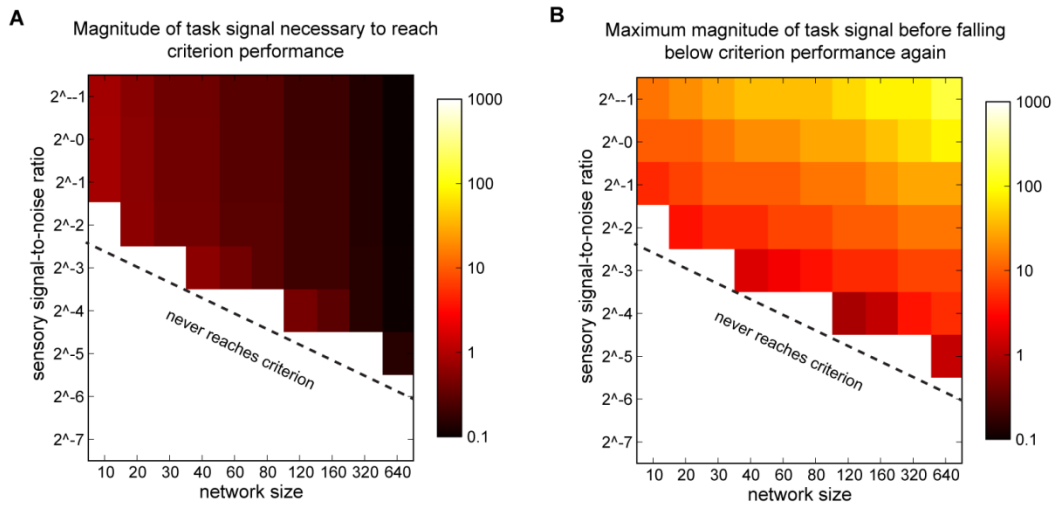 A
Magnitude of task signal necessary to reach
criterion performance
sensory signal-to-noise ratio
2^--1
2^-0
2^-1
2^-2
2^-3
2^-4
2^-5
2^-6
2^-7
never reaches criterion
10 20 30 40 60 80 120 160 320 640
network size
1000
100
10
1
0.1
B
Maximum magnitude of task signal before falling
below criterion performance again
sensory signal-to-noise ratio
2^--1
2^-0
2^-1
2^-2
2^-3
2^-4
2^-5
2^-6
2^-7
never reaches criterion
10 20 30 40 60 80 120 160 320 640
network size
1000
100
10
1
0.1